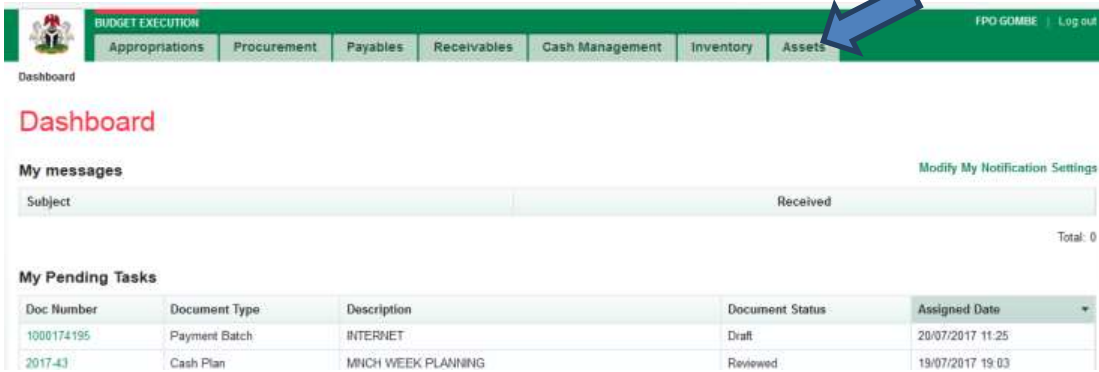 BUDGET EXECUTION
FPO GOMBE | Log out
Appropriations Procurement Payables Receivables Cash Management Inventory Assets
Dashboard
Dashboard
My messages
Modify My Notification Settings
Subject Received
Total: 0
My Pending Tasks
Doc Number Document Type Description Document Status Assigned Date
1000174195 Payment Batch INTERNET Draft 20/07/2017 11:25
2017-43 Cash Plan MNCH WEEK PLANNING Reviewed 19/07/2017 19:03